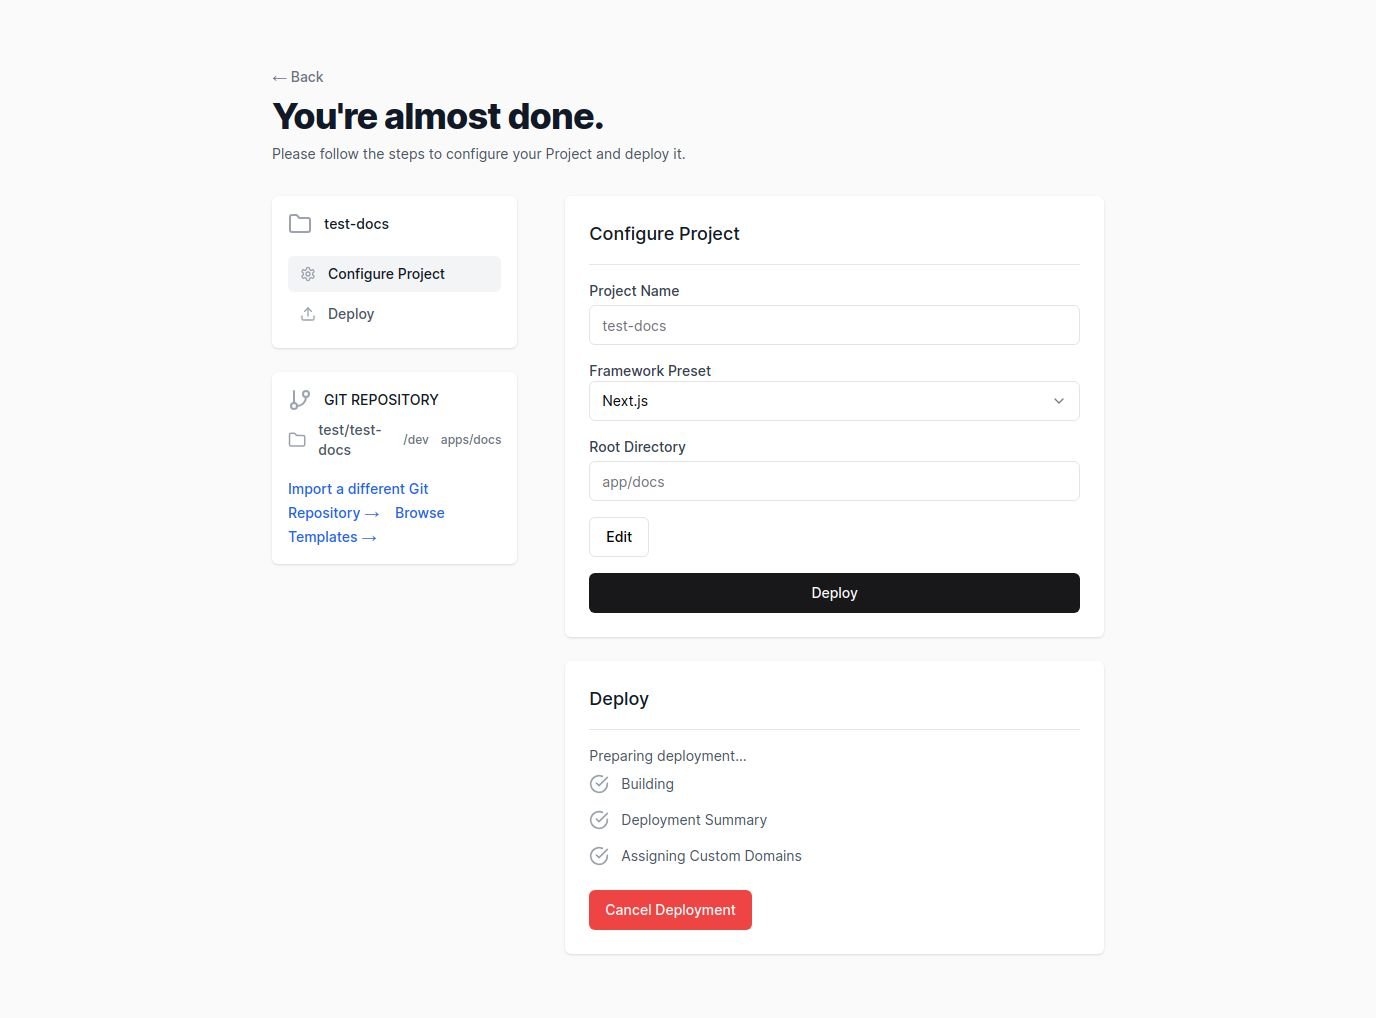 ← Back
You're almost done.
Please follow the steps to configure your Project and deploy it.
test-docs
Configure Project
Deploy
GIT REPOSITORY
test/test-docs /dev apps/docs
Import a different Git
Repository → Browse
Templates →
Configure Project
Project Name
test-docs
Framework Preset
Next.js
Root Directory
app/docs
Edit
Deploy
Deploy
Preparing deployment...
Building
Deployment Summary
Assigning Custom Domains
Cancel Deployment